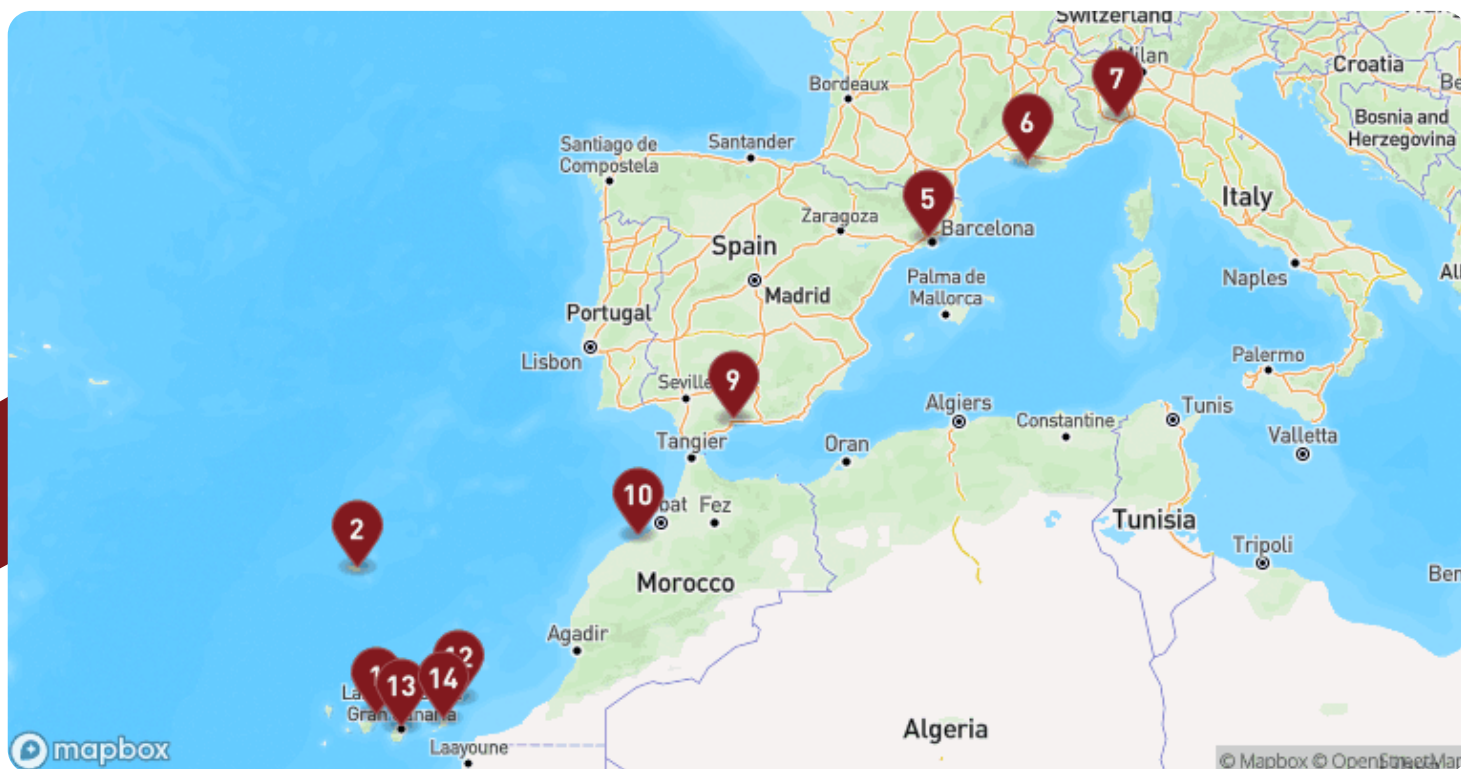 Switzerland
Milan
Croatia
7
Bordeaux
6
Bosnia and
Herzegovina
Santiago de
Compostela
Santander
5
Italy
Zaragoza
Barcelona
Spain
Naples
Madrid
Palma de
Mallorca
Portugal
Lisbon
Palermo
9
Algiers
Tunis
Constantine
Tangier
Oran
Valletta
10
Fez
2
Tunisia
Tripoli
Morocco
Agadir
12
14
13
Algeria
Laayoune
mapbox
© Mapbox © OpenStreetMap